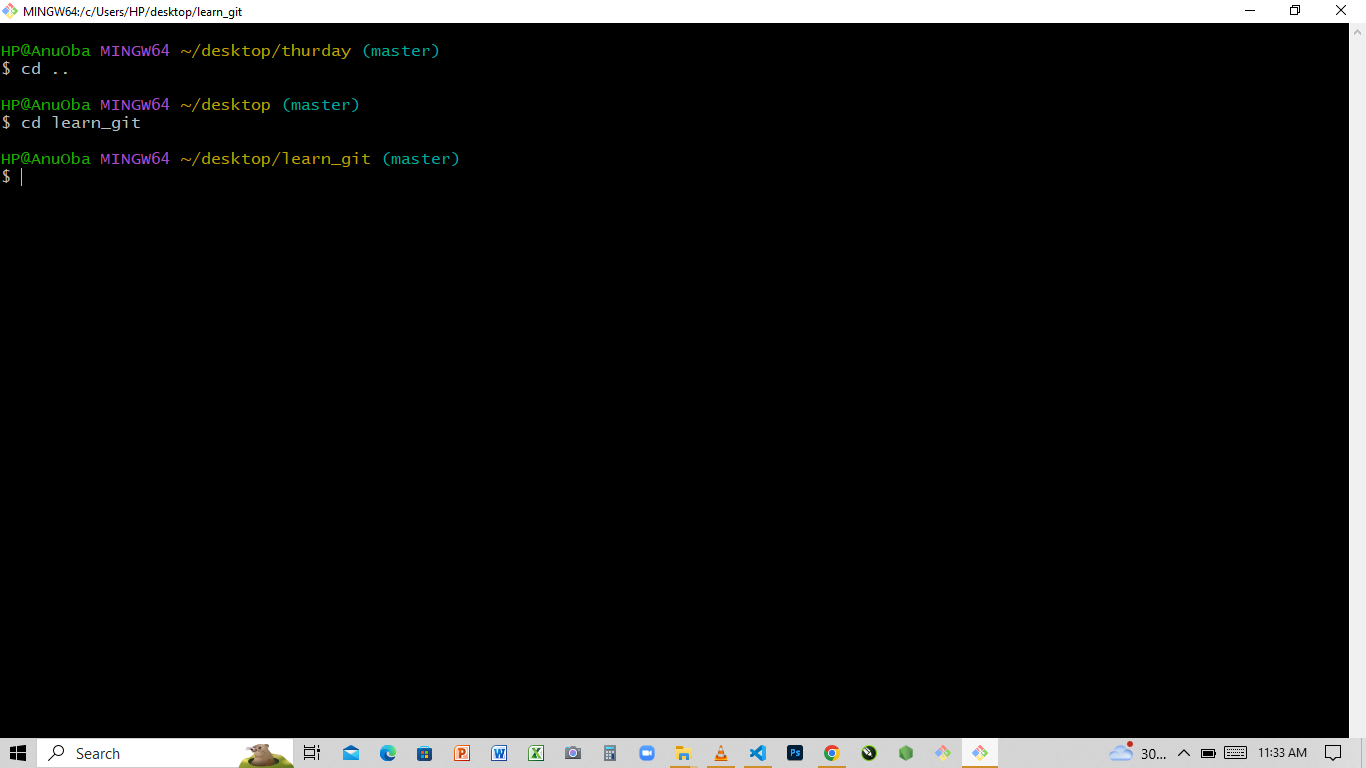 MINGW64:/c/Users/HP/desktop/learn_git
HP@AnuOba MINGW64 ~/desktop/thurday (master)
$ cd ..
HP@AnuOba MINGW64 ~/desktop (master)
$ cd learn_git
HP@AnuOba MINGW64 ~/desktop/learn_git (master)
$
Search
30...
11:33 AM